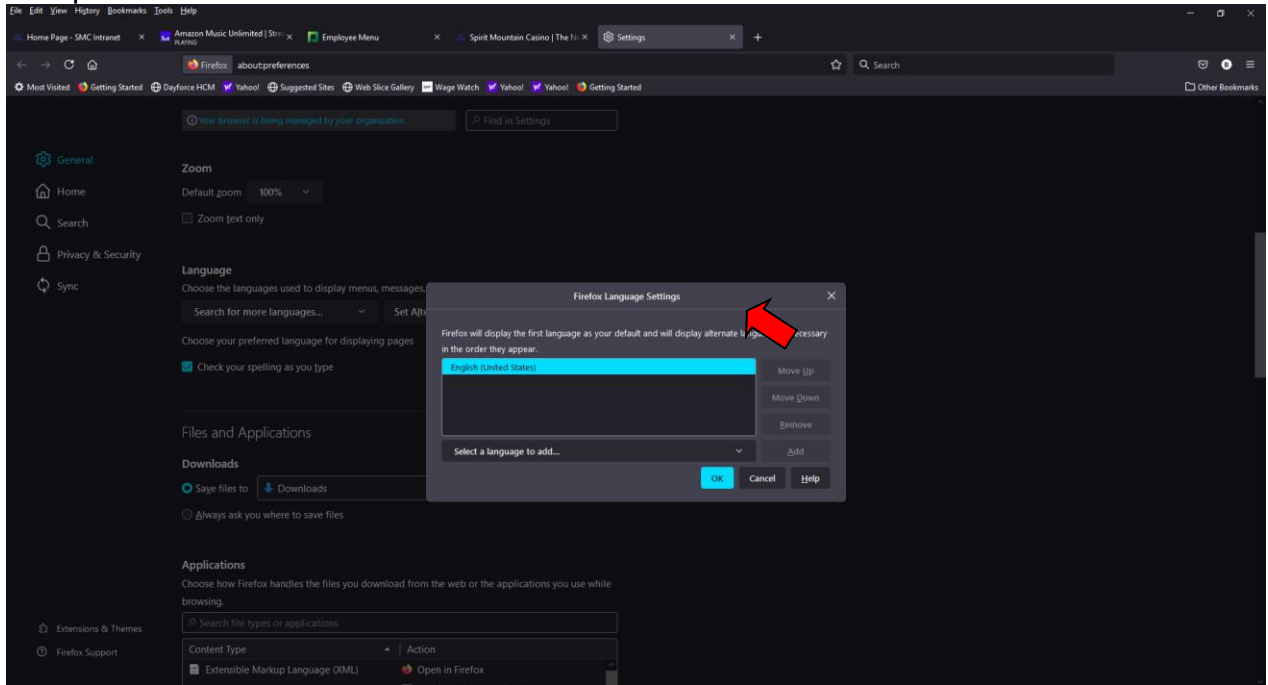 File Edit View History Bookmarks Tools Help
Home Page - SMC Intranet
Amazon Music Unlimited | Stre
PLAYING
Employee Menu
Spirit Mountain Casino | The N
Settings
Firefox about:preferences
Search
Most Visited Getting Started Dayforce HCM Yahoo! Suggested Sites Web Slice Gallery Wage Watch Yahoo! Yahoo! Getting Started Other Bookmarks
Your browser is being managed by your organization.
Find in Settings
General
Home
Search
Privacy & Security
Sync
Extensions & Themes
Firefox Support
Zoom
Default zoom 100%
Zoom text only
Language
Choose the languages used to display menus, messages,
Search for more languages... Set Alte
Choose your preferred language for displaying pages
Check your spelling as you type
Files and Applications
Downloads
Save files to Downloads
Always ask you where to save files
Applications
Choose how Firefox handles the files you download from the web or the applications you use while
browsing.
Search file types or applications
Content Type Action
Extensible Markup Language (XML) Open in Firefox
Firefox Language Settings
Firefox will display the first language as your default and will display alternate necessary
in the order they appear.
English (United States)
Move Up
Move Down
Remove
Select a language to add...
Add
OK Cancel Help